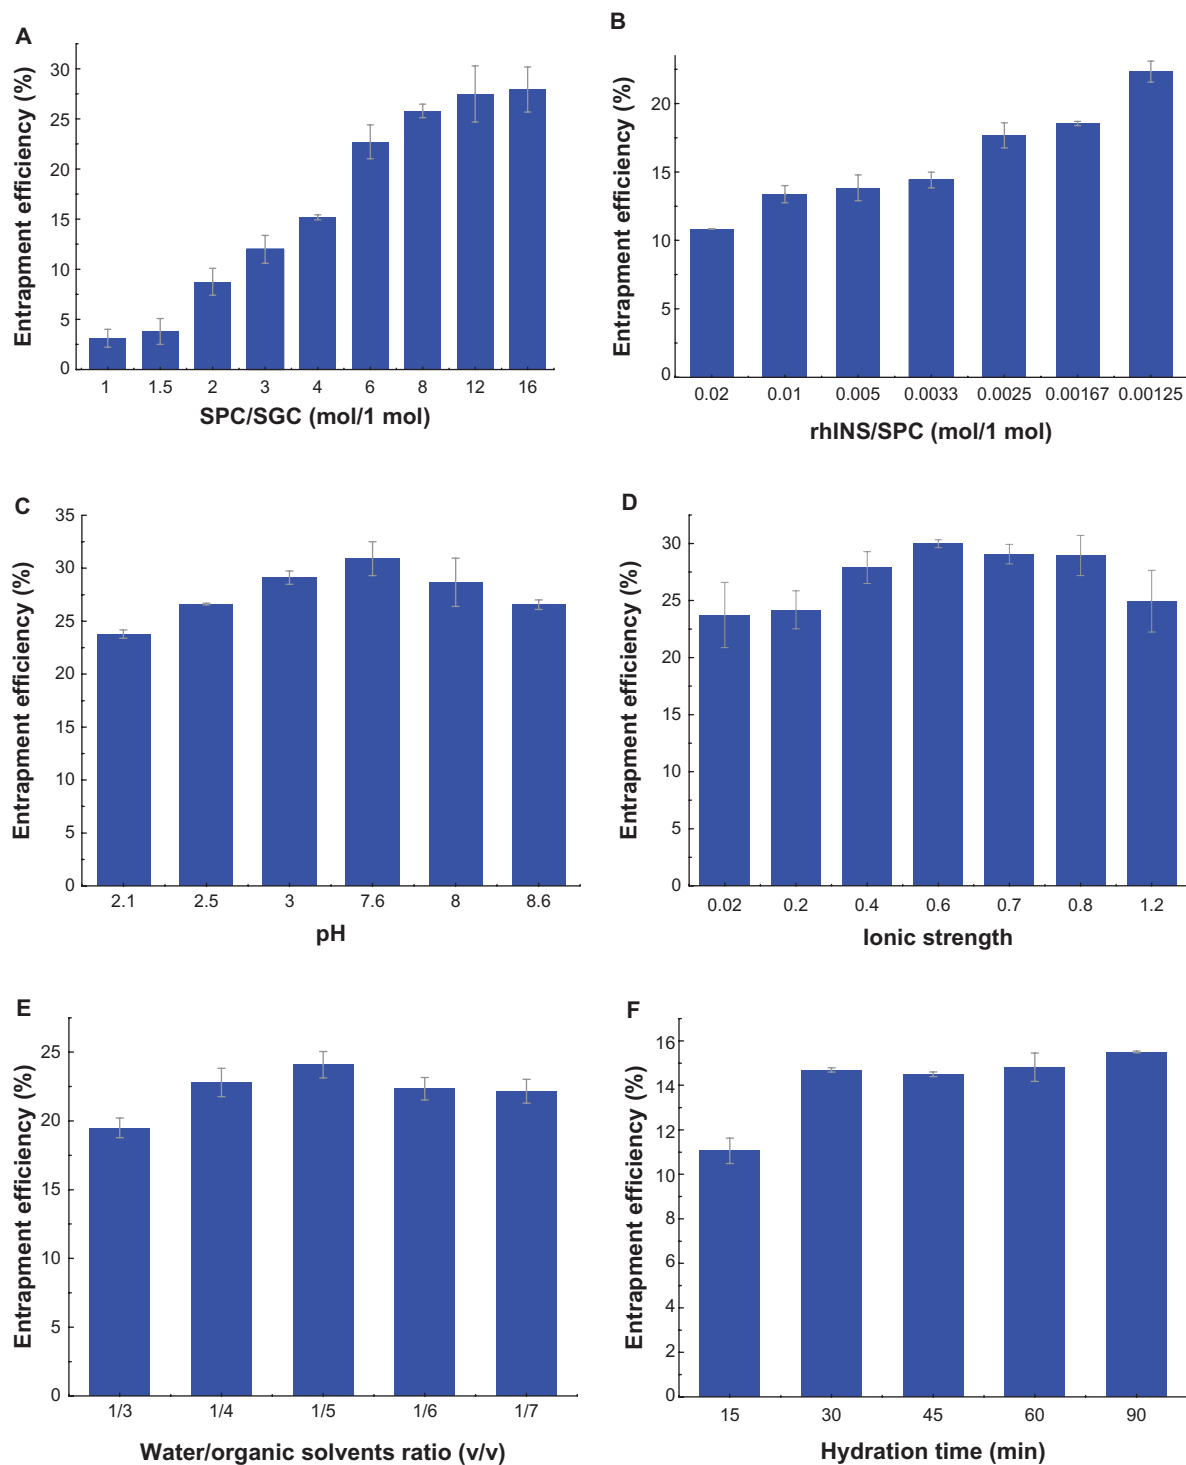 A
Entrapment efficiency (%)
30
25
20
15
10
5
0
1 1.5 2 3 4 6 8 12 16
SPC/SGC (mol/1 mol)
B
Entrapment efficiency (%)
20
15
10
5
0
0.02 0.01 0.005 0.0033 0.0025 0.00167 0.00125
rhINS/SPC (mol/1 mol)
C
Entrapment efficiency (%)
35
30
25
20
15
10
5
0
2.1 2.5 3 7.6 8 8.6
pH
D
Entrapment efficiency (%)
30
25
20
15
10
5
0
0.02 0.2 0.4 0.6 0.7 0.8 1.2
Ionic strength
E
Entrapment efficiency (%)
25
20
15
10
5
0
1/3 1/4 1/5 1/6 1/7
Water/organic solvents ratio (v/v)
F
Entrapment efficiency (%)
16
14
12
10
8
6
4
2
0
15 30 45 60 90
Hydration time (min)